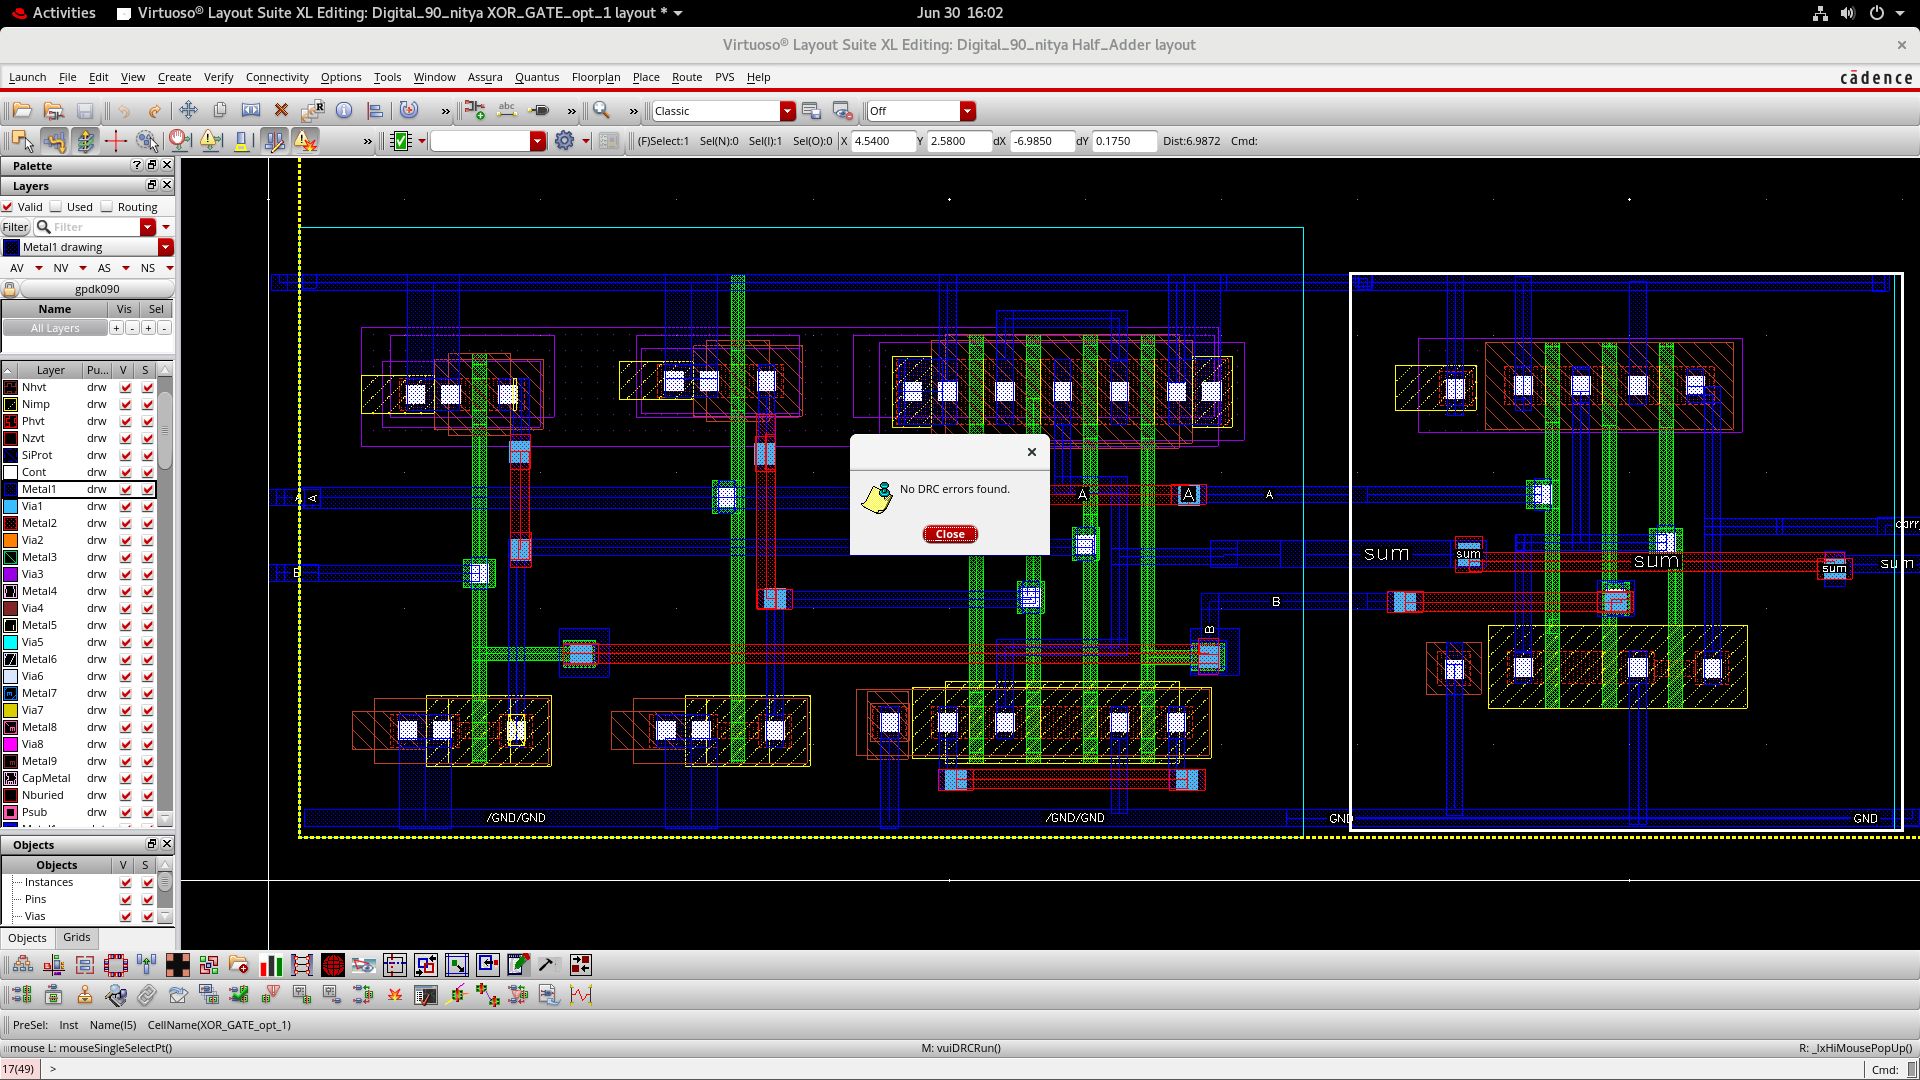 Activities
Virtuoso® Layout Suite XL Editing: Digital_90_nitya XOR_GATE_opt_1 layout *
Jun 30 16:02
Virtuoso® Layout Suite XL Editing: Digital_90_nitya Half_Adder layout
Launch File Edit View Create Verify Connectivity Options Tools Window Assura Quantus Floorplan Place Route PVS Help
cādence
abc Classic Off
(F)Select:1 Sel(N):0 Sel(I):1 Sel(O):0 X 4.5400 Y 2.5800 dX -6.9850 dY 0.1750 Dist:6.9872 Cmd:
Palette
Layers
Valid Used Routing
Filter Filter
Metal1 drawing
AV NV AS NS
gpdk090
Name Vis Sel
All Layers + - + -
Layer Pu... V S
Nhvt drw
Nimp drw
Phvt drw
Nzvt drw
SiProt drw
Cont drw
Metal1 drw
Via1 drw
Metal2 drw
Via2 drw
Metal3 drw
Via3 drw
Metal4 drw
Via4 drw
Metal5 drw
Via5 drw
Metal6 drw
Via6 drw
Metal7 drw
Via7 drw
Metal8 drw
Via8 drw
Metal9 drw
CapMetal drw
Nburied drw
Psub drw
Objects
Objects V S
Instances
Pins
Vias
Objects Grids
No DRC errors found.
Close
A A A A A
B B B
sum sum sum sum sum
carr
/GND/GND /GND/GND GND GND
PreSel: Inst Name(I5) CellName(XOR_GATE_opt_1)
mouse L: mouseSingleSelectPt() M: vuiDRCRun() R: _lxHiMousePopUp()
17(49) > Cmd: